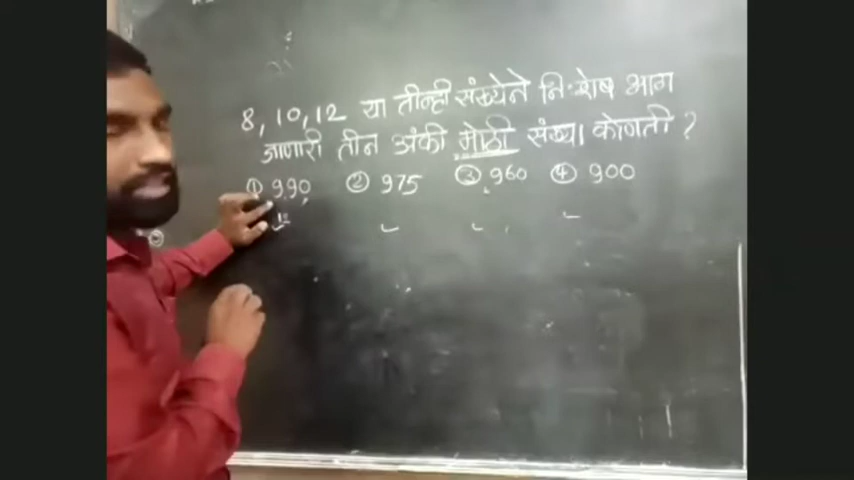 8, 10, 12 या तीन्ही संख्येने निःशेष भाग
जाणारी तीन अंकी मोठी संख्या कोणती ?
① 990 ② 975 ③ 960 ④ 900